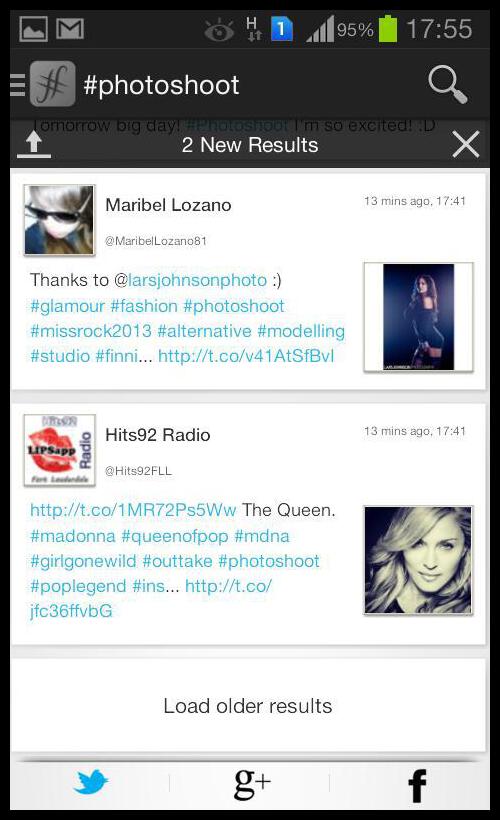 H
1
95%
17:55
#photoshoot
Tomorrow big day! #Photoshoot I'm so excited! :D
2 New Results
Maribel Lozano
13 mins ago, 17:41
@MaribelLozano81
Thanks to @larsjohnsonphoto :)
#glamour #fashion #photoshoot
#missrock2013 #alternative #modelling
#studio #finni... http://t.co/v41AtSfBvI
Hits92
LIPSapp
Radio
Fort Lauderdale
Hits92 Radio
13 mins ago, 17:41
@Hits92FLL
http://t.co/1MR72Ps5Ww The Queen.
#madonna #queenofpop #mdna
#girlgonewild #outtake #photoshoot
#poplegend #ins... http://t.co/
jfc36ffvbG
Load older results
g+
f